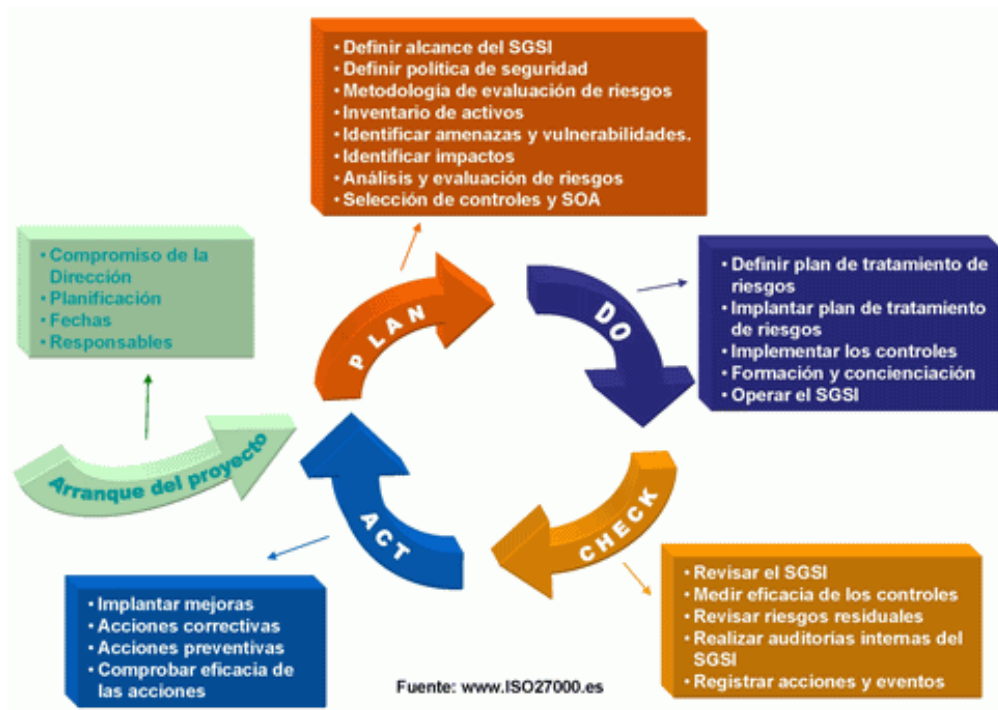 • Definir alcance del SGSI
• Definir política de seguridad
• Metodología de evaluación de riesgos
• Inventario de activos
• Identificar amenazas y vulnerabilidades.
• Identificar impactos
• Análisis y evaluación de riesgos
• Selección de controles y SOA
• Compromiso de la
Dirección
• Planificación
• Fechas
• Responsables
Arranque del proyecto
PLAN
DO
• Definir plan de tratamiento de
riesgos
• Implantar plan de tratamiento
de riesgos
• Implementar los controles
• Formación y concienciación
• Operar el SGSI
CHECK
• Revisar el SGSI
• Medir eficacia de los controles
• Revisar riesgos residuales
• Realizar auditorías internas del
SGSI
• Registrar acciones y eventos
ACT
• Implantar mejoras
• Acciones correctivas
• Acciones preventivas
• Comprobar eficacia de
las acciones
Fuente: www.ISO27000.es